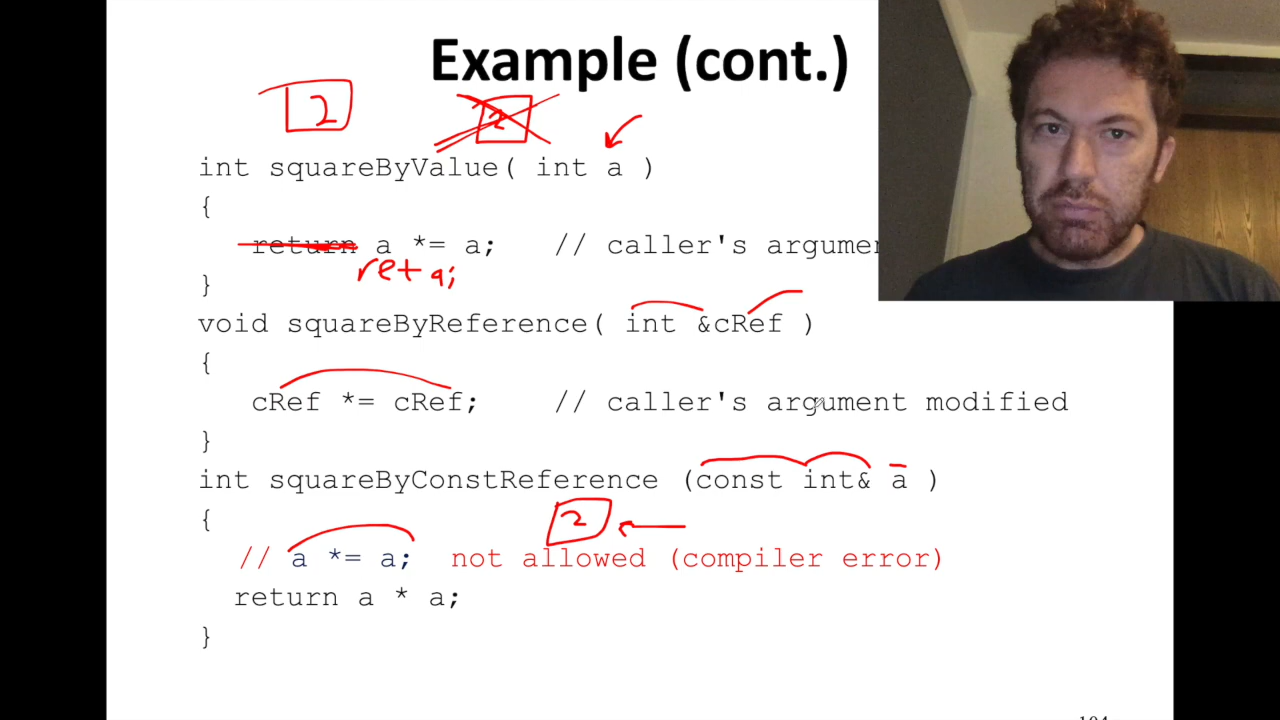 Example (cont.)
2
2
int squareByValue( int a )
{
return a *= a; // caller's argumen
ret a;
}
void squareByReference( int &cRef )
{
cRef *= cRef; // caller's argument modified
}
int squareByConstReference (const int& a )
{
2
// a *= a; not allowed (compiler error)
return a * a;
}
104